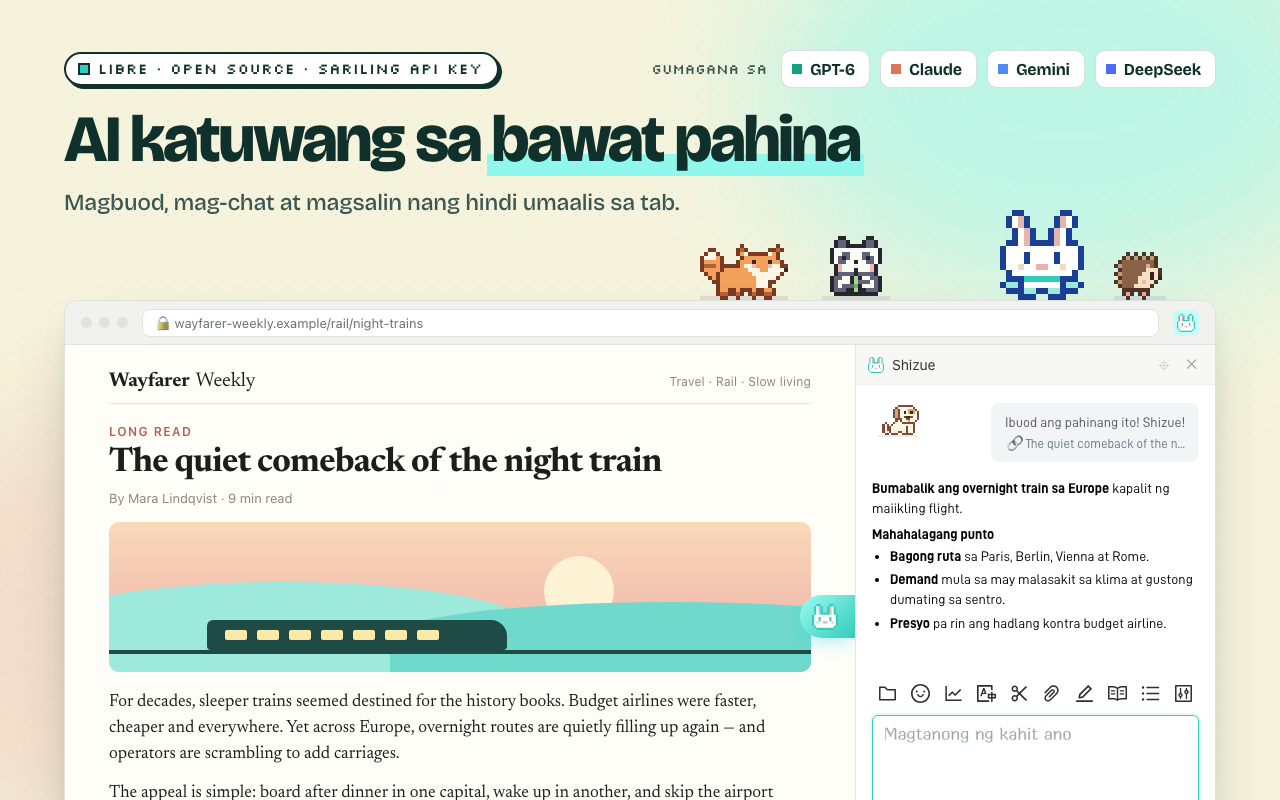 LIBRE · OPEN SOURCE · SARILING API KEY
GUMAGANA SA
GPT-6
Claude
Gemini
DeepSeek
AI katuwang sa bawat pahina
Magbuod, mag-chat at magsalin nang hindi umaalis sa tab.
wayfarer-weekly.example/rail/night-trains
Wayfarer Weekly
Travel · Rail · Slow living
LONG READ
The quiet comeback of the night train
By Mara Lindqvist · 9 min read
For decades, sleeper trains seemed destined for the history books. Budget airlines were faster,
cheaper and everywhere. Yet across Europe, overnight routes are quietly filling up again — and
operators are scrambling to add carriages.
The appeal is simple: board after dinner in one capital, wake up in another, and skip the airport
Shizue
Ibuod ang pahinang ito! Shizue!
The quiet comeback of the n...
Bumabalik ang overnight train sa Europe kapalit ng
maiikling flight.
Mahahalagang punto
• Bagong ruta sa Paris, Berlin, Vienna at Rome.
• Demand mula sa may malasakit sa klima at gustong
dumating sa sentro.
• Presyo pa rin ang hadlang kontra budget airline.
Magtanong ng kahit ano